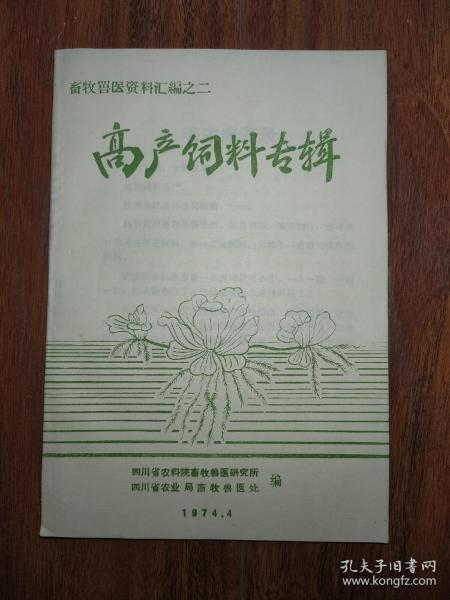 畜牧兽医资料汇编之二
高产饲料专辑
四川省农科院畜牧兽医研究所
四川省农业局畜牧兽医处
编
1974.4
孔夫子旧书网
www.kongfz.com